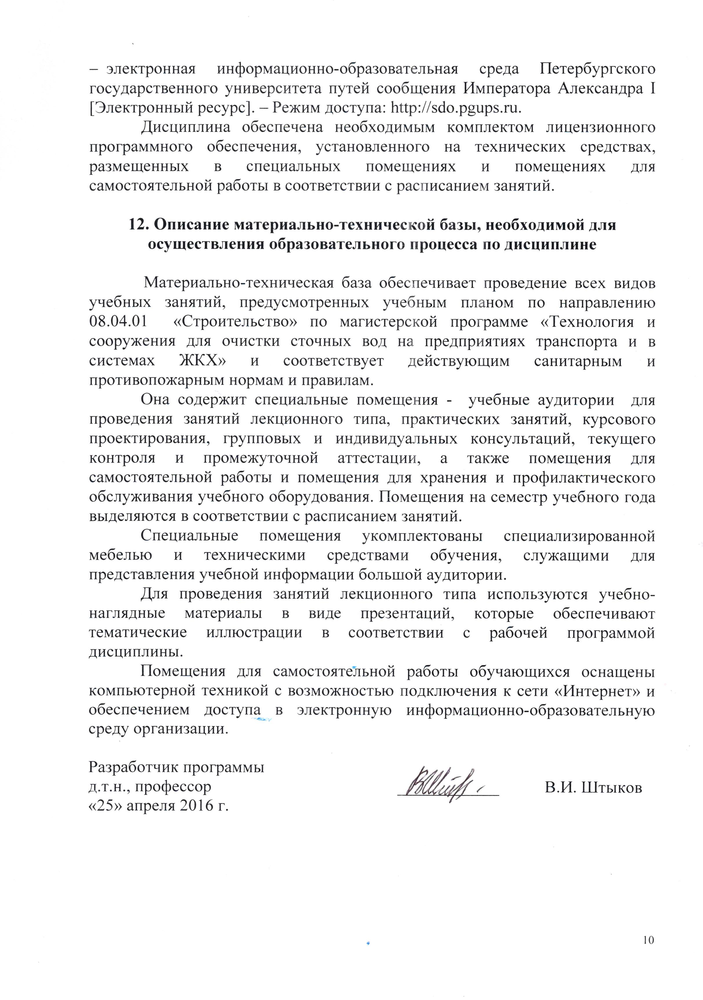 – электронная информационно-образовательная среда Петербургского
государственного университета путей сообщения Императора Александра I
[Электронный ресурс]. – Режим доступа: http://sdo.pgups.ru.
Дисциплина обеспечена необходимым комплектом лицензионного
программного обеспечения, установленного на технических средствах,
размещенных в специальных помещениях и помещениях для
самостоятельной работы в соответствии с расписанием занятий.
12. Описание материально-технической базы, необходимой для
осуществления образовательного процесса по дисциплине
Материально-техническая база обеспечивает проведение всех видов
учебных занятий, предусмотренных учебным планом по направлению
08.04.01 «Строительство» по магистерской программе «Технология и
сооружения для очистки сточных вод на предприятиях транспорта и в
системах ЖКХ» и соответствует действующим санитарным и
противопожарным нормам и правилам.
Она содержит специальные помещения - учебные аудитории для
проведения занятий лекционного типа, практических занятий, курсового
проектирования, групповых и индивидуальных консультаций, текущего
контроля и промежуточной аттестации, а также помещения для
самостоятельной работы и помещения для хранения и профилактического
обслуживания учебного оборудования. Помещения на семестр учебного года
выделяются в соответствии с расписанием занятий.
Специальные помещения укомплектованы специализированной
мебелью и техническими средствами обучения, служащими для
представления учебной информации большой аудитории.
Для проведения занятий лекционного типа используются учебно-
наглядные материалы в виде презентаций, которые обеспечивают
тематические иллюстрации в соответствии с рабочей программой
дисциплины.
Помещения для самостоятельной работы обучающихся оснащены
компьютерной техникой с возможностью подключения к сети «Интернет» и
обеспечением доступа в электронную информационно-образовательную
среду организации.
Разработчик программы
д.т.н., профессор
В.И. Штыков
«25» апреля 2016 г.
10